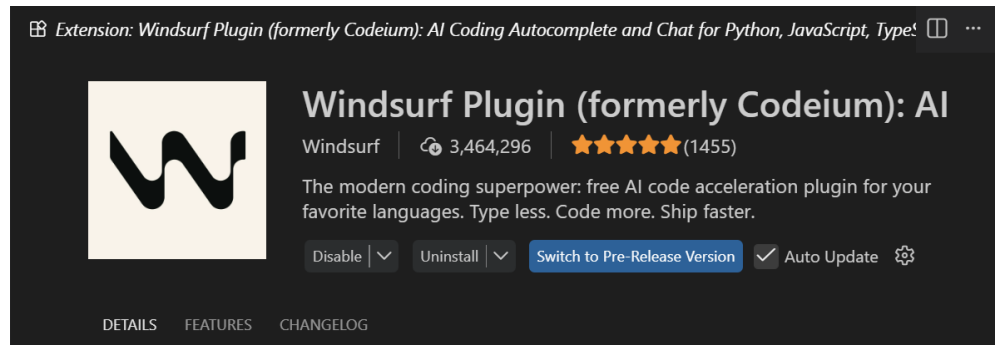 Extension: Windsurf Plugin (formerly Codeium): AI Coding Autocomplete and Chat for Python, JavaScript, Type
Windsurf Plugin (formerly Codeium): AI
Windsurf 3,464,296 (1455)
The modern coding superpower: free AI code acceleration plugin for your
favorite languages. Type less. Code more. Ship faster.
Disable Uninstall Switch to Pre-Release Version Auto Update
DETAILS FEATURES CHANGELOG